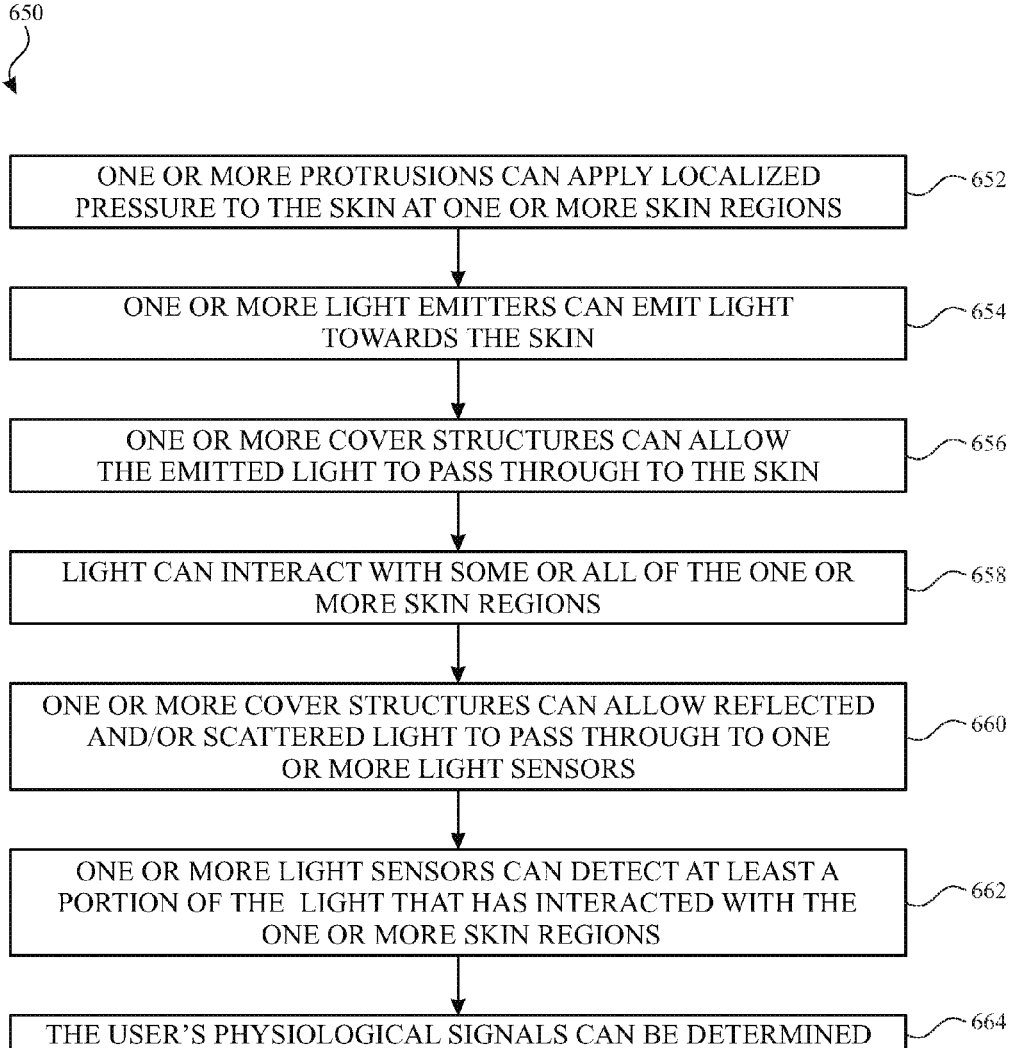 650
ONE OR MORE PROTRUSIONS CAN APPLY LOCALIZED
PRESSURE TO THE SKIN AT ONE OR MORE SKIN REGIONS
652
ONE OR MORE LIGHT EMITTERS CAN EMIT LIGHT
TOWARDS THE SKIN
654
ONE OR MORE COVER STRUCTURES CAN ALLOW
THE EMITTED LIGHT TO PASS THROUGH TO THE SKIN
656
LIGHT CAN INTERACT WITH SOME OR ALL OF THE ONE OR
MORE SKIN REGIONS
658
ONE OR MORE COVER STRUCTURES CAN ALLOW REFLECTED
AND/OR SCATTERED LIGHT TO PASS THROUGH TO ONE
OR MORE LIGHT SENSORS
660
ONE OR MORE LIGHT SENSORS CAN DETECT AT LEAST A
PORTION OF THE LIGHT THAT HAS INTERACTED WITH THE
ONE OR MORE SKIN REGIONS
662
THE USER'S PHYSIOLOGICAL SIGNALS CAN BE DETERMINED
664